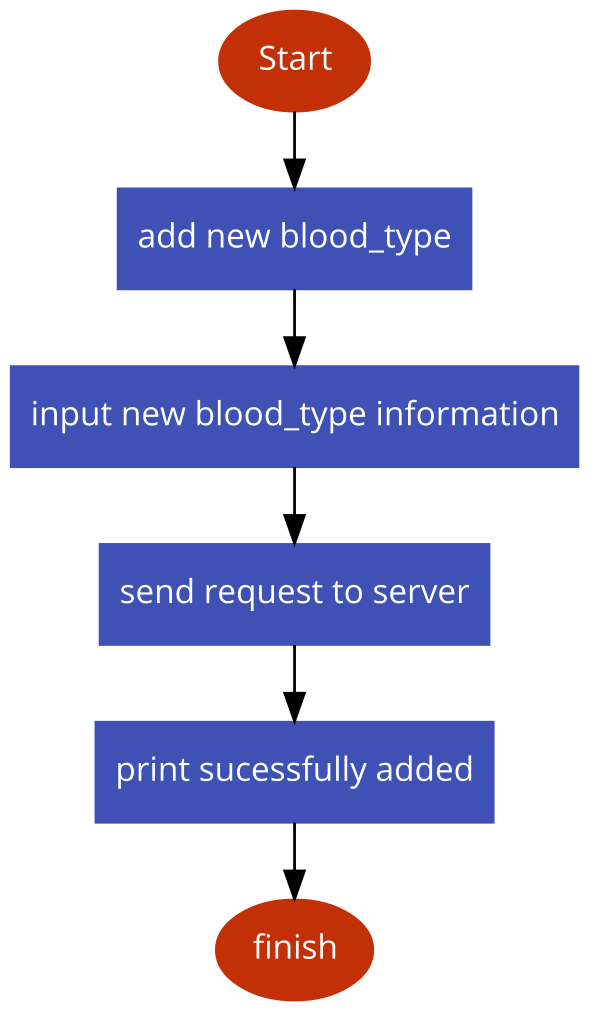 Start
add new blood_type
input new blood_type information
send request to server
print sucessfully added
finish